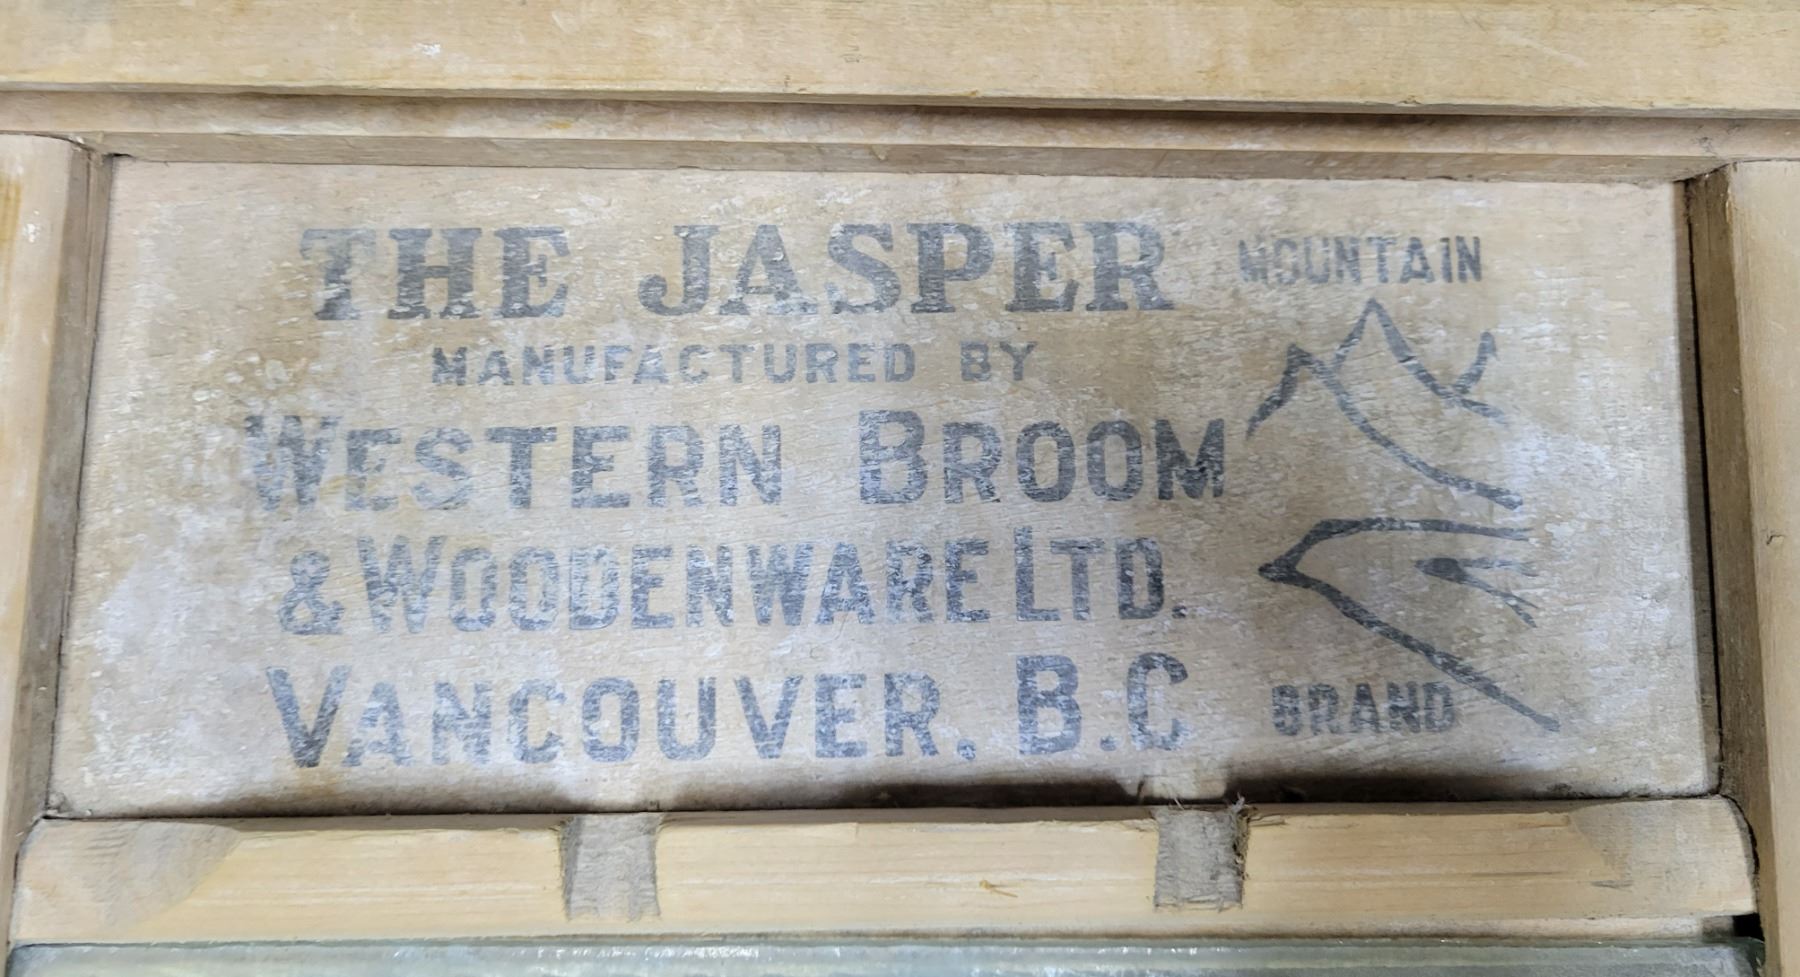 THE JASPER
MANUFACTURED BY
WESTERN BROOM
& WOODENWARE LTD.
VANCOUVER. B.C
MOUNTAIN
BRAND